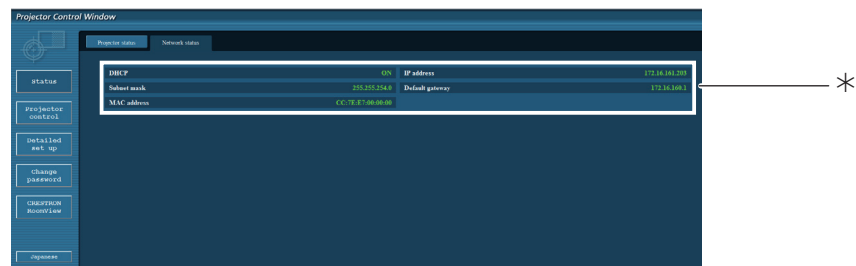 Projector Control Window
Projector status Network status
DHCP ON IP address 172.16.161.203
Subnet mask 255.255.254.0 Default gateway 172.16.160.1
MAC address CC:7E:E7:00:00:00
Status
Projector
control
Detailed
set up
Change
password
CRESTRON
RoomView
Japanese
*